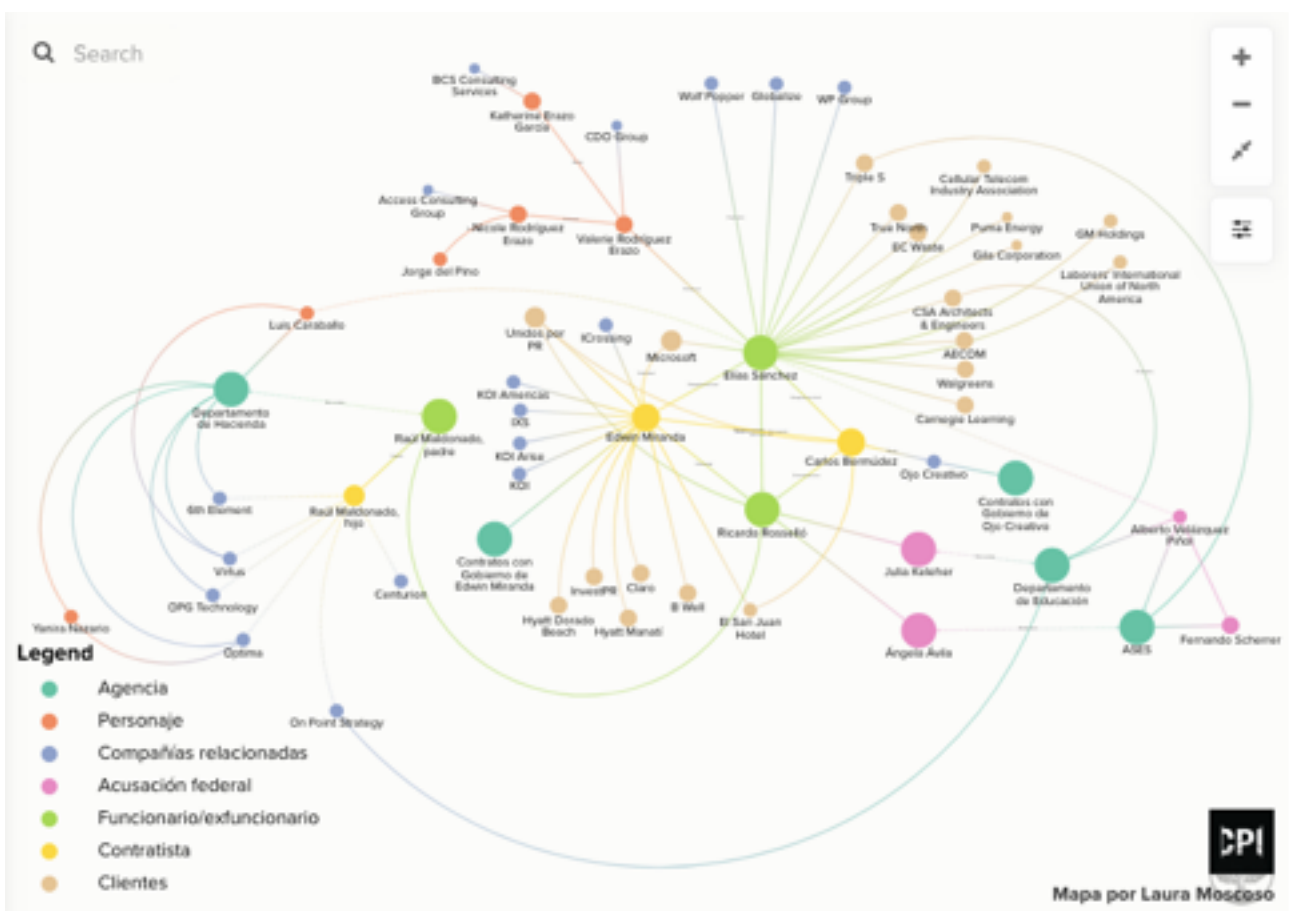 Search
BCS Consulting
Services
Katherine Erazo
García
CDO Group
Wolf Popper
Globalize
WP Group
Triple S
Cellular Telecom
Industry Association
Access Consulting
Group
Nicole Rodríguez
Erazo
Valerie Rodríguez
Erazo
Jorge del Pino
True North
BC Waste
Puma Energy
Gila Corporation
GM Holdings
Laborers' International
Union of North
America
Luis Caraballo
Unidos por
PR
KCrossing
Microsoft
Elías Sánchez
CSA Architects
& Engineers
AECOM
Walgreens
Carnegie Learning
Departamento
de Hacienda
Raúl Maldonado,
padre
KOI Americas
IXS
KOI Arise
KOI
Edwin Miranda
Carlos Bermúdez
Ojo Creativo
Contratos con
Gobierno de
Ojo Creativo
6th Element
Raúl Maldonado,
hijo
Ricardo Rosselló
Alberto Velázquez
Piñol
Virtus
OPG Technology
Centurion
Contratos con
Gobierno de
Edwin Miranda
InvestPR
Claro
Hyatt Dorado
Beach
Hyatt Manatí
B Well
El San Juan
Hotel
Julia Keleher
Departamento
de Educación
Yanira Nazario
Optima
Ángela Ávila
ASES
Fernando Scherrer
On Point Strategy
Legend
Agencia
Personaje
Compañías relacionadas
Acusación federal
Funcionario/exfuncionario
Contratista
Clientes
CPI
Mapa por Laura Moscoso